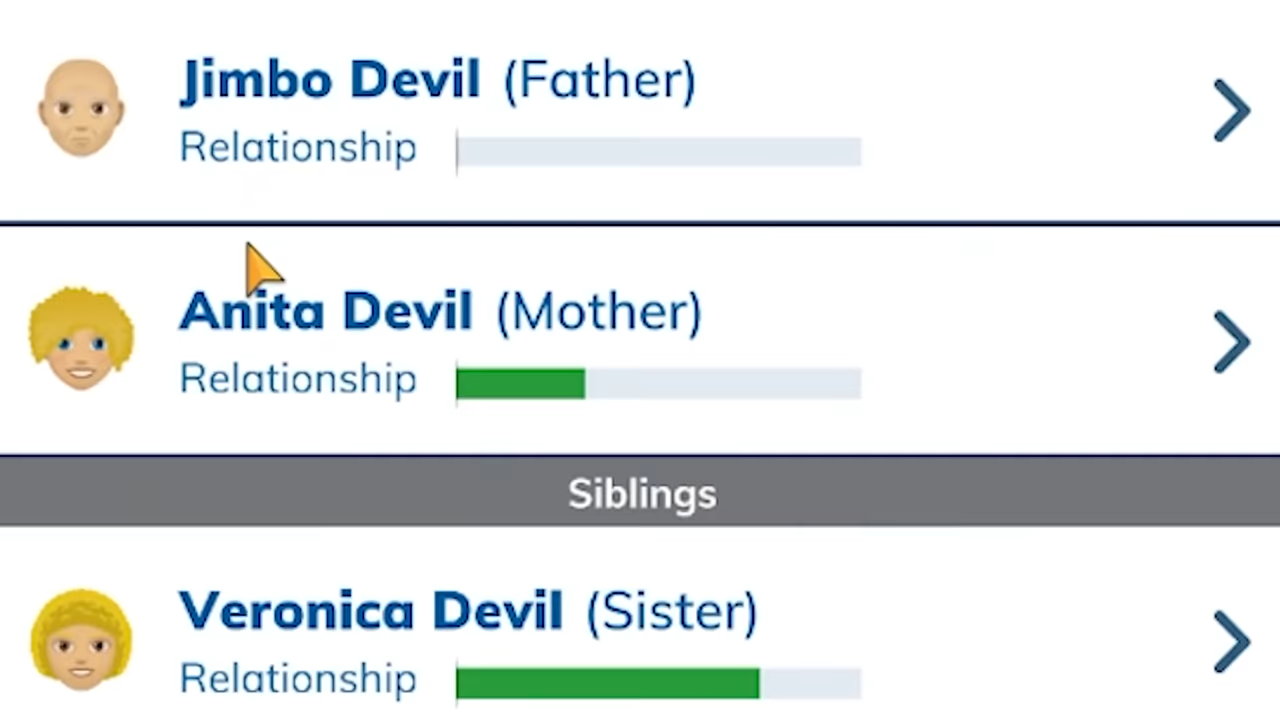 Jimbo Devil (Father)
Relationship
Anita Devil (Mother)
Relationship
Siblings
Veronica Devil (Sister)
Relationship